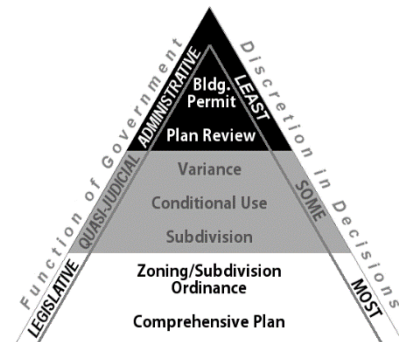 Function of Government
Discretion in Decisions
ADMINISTRATIVE
LEAST
Bldg.
Permit
Plan Review
QUASI-JUDICIAL
SOME
Variance
Conditional Use
Subdivision
LEGISLATIVE
MOST
Zoning/Subdivision
Ordinance
Comprehensive Plan